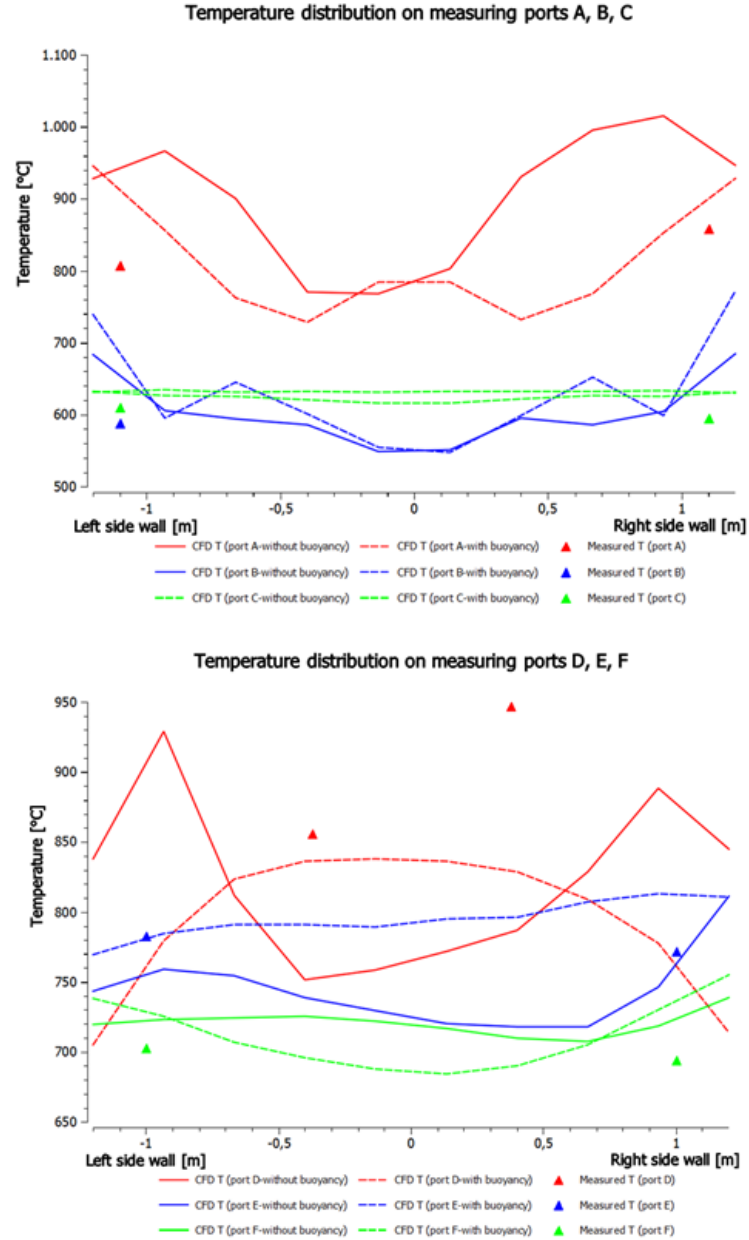 Temperature distribution on measuring ports A, B, C
1.100
1.000
900
800
700
600
500
Temperature [°C]
-1 -0,5 0 0,5 1
Left side wall [m] Right side wall [m]
CFD T (port A-without buoyancy) CFD T (port A-with buoyancy) Measured T (port A)
CFD T (port B-without buoyancy) CFD T (port B-with buoyancy) Measured T (port B)
CFD T (port C-without buoyancy) CFD T (port C-with buoyancy) Measured T (port C)
Temperature distribution on measuring ports D, E, F
950
900
850
800
750
700
650
Temperature [°C]
-1 -0,5 0 0,5 1
Left side wall [m] Right side wall [m]
CFD T (port D-without buoyancy) CFD T (port D-with buoyancy) Measured T (port D)
CFD T (port E-without buoyancy) CFD T (port E-with buoyancy) Measured T (port E)
CFD T (port F-without buoyancy) CFD T (port F-with buoyancy) Measured T (port F)